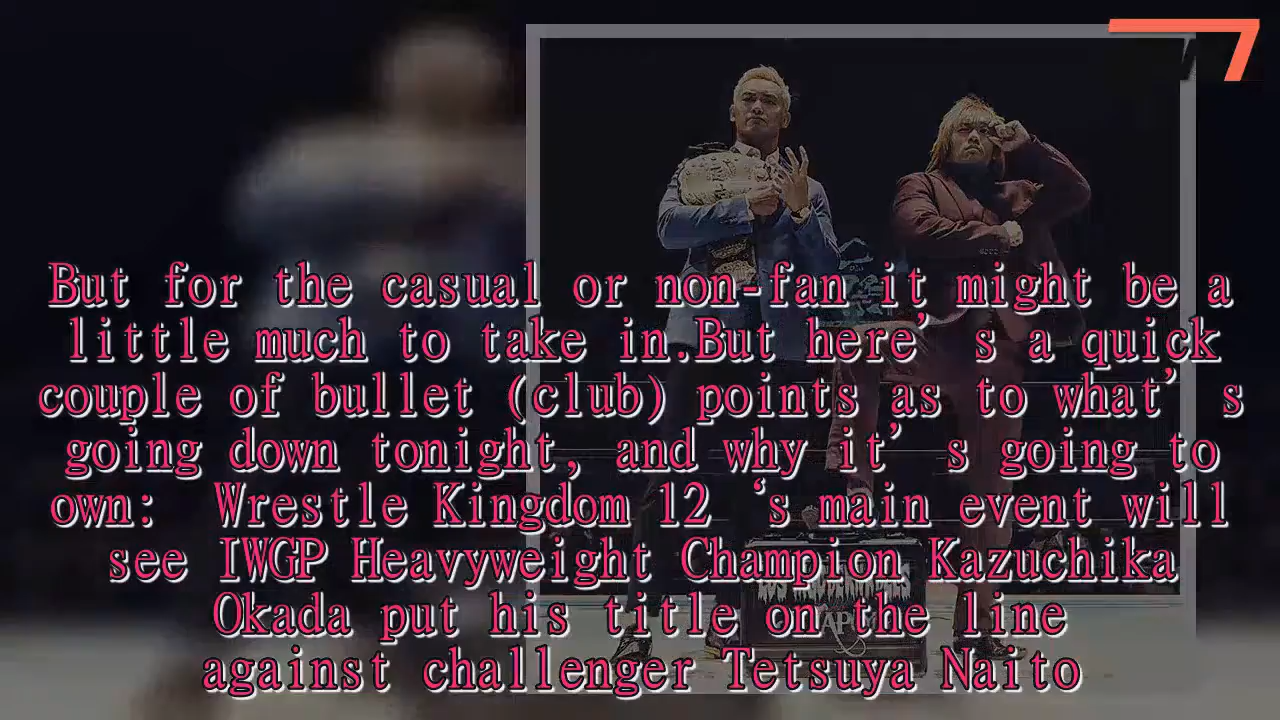 But for the casual or non-fan it might be a
little much to take in.But here’s a quick
couple of bullet (club) points as to what’s
going down tonight, and why it’s going to
own: Wrestle Kingdom 12 ‘s main event will
see IWGP Heavyweight Champion Kazuchika
Okada put his title on the line
against challenger Tetsuya Naito